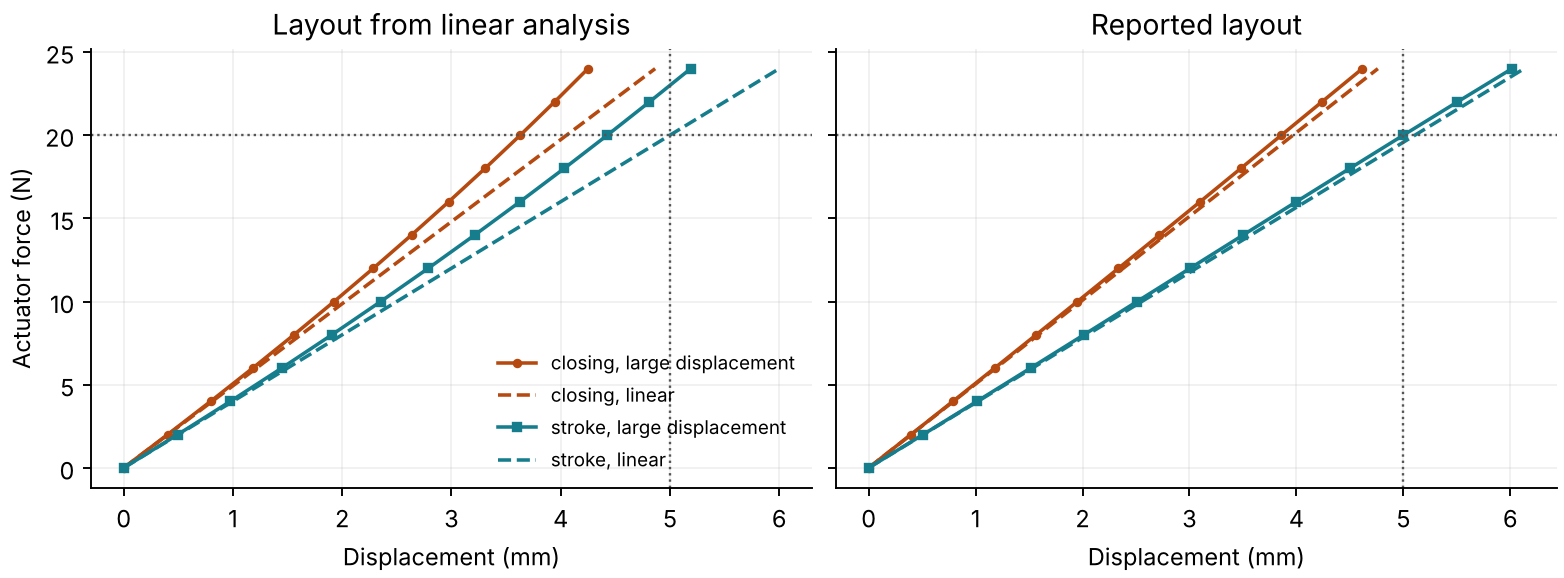 Layout from linear analysis
Reported layout
Actuator force (N)
25
20
15
10
5
0
closing, large displacement
closing, linear
stroke, large displacement
stroke, linear
0 1 2 3 4 5 6
0 1 2 3 4 5 6
Displacement (mm)
Displacement (mm)